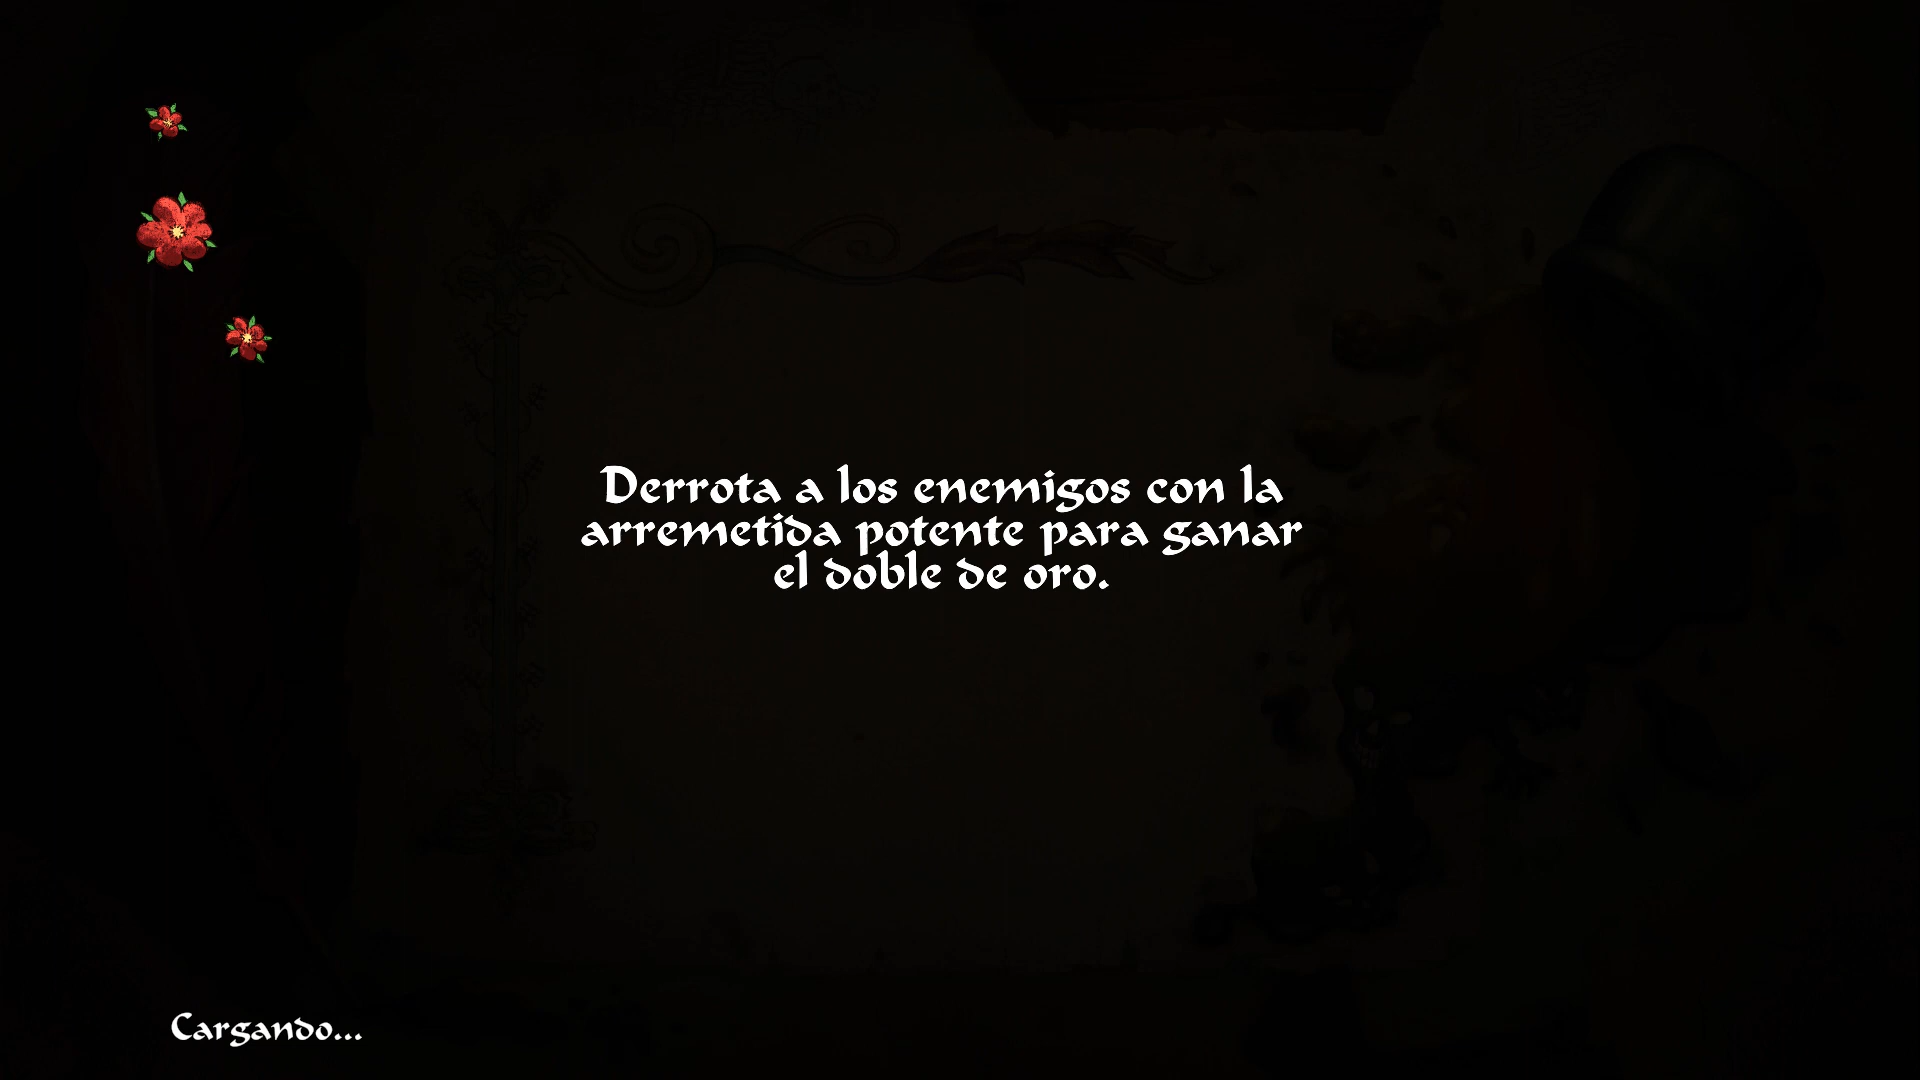 Derrota a los enemigos con la
arremetida potente para ganar
el doble de oro.
Cargando...